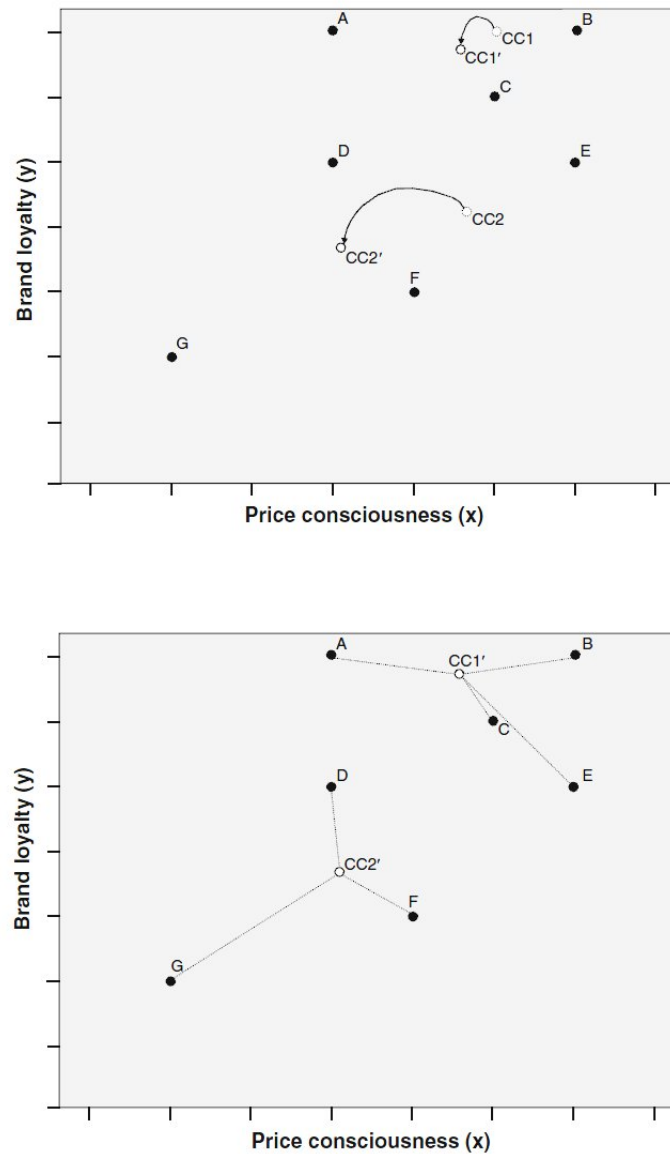 A
B
CC1
CC1′
C
D
E
CC2
CC2′
F
G
Brand loyalty (y)
Price consciousness (x)
A
B
CC1′
C
D
E
CC2′
F
G
Brand loyalty (y)
Price consciousness (x)